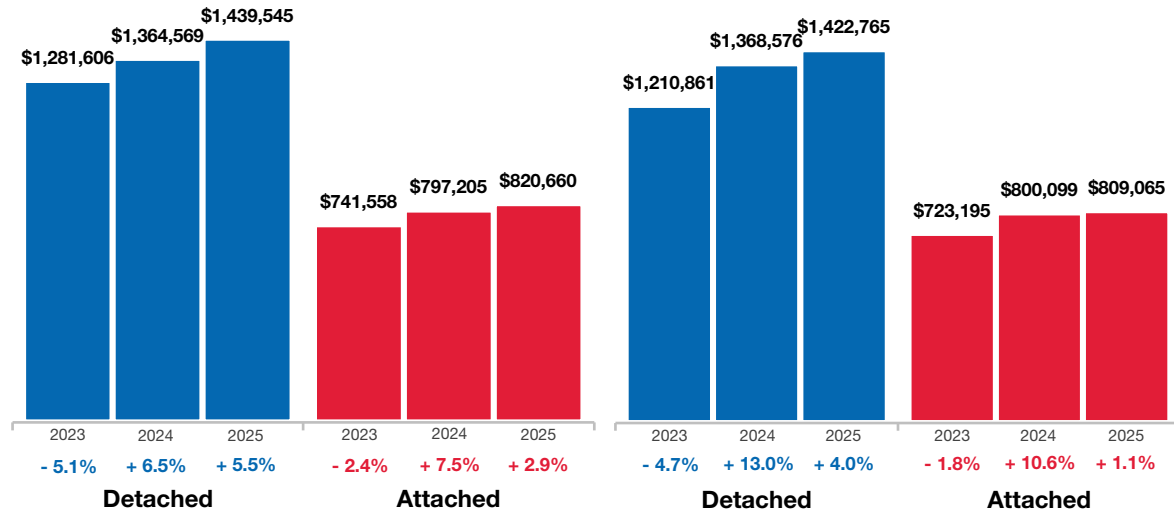 $1,281,606
$1,364,569
$1,439,545
$741,558
$797,205
$820,660
2023 2024 2025 2023 2024 2025
- 5.1% + 6.5% + 5.5% - 2.4% + 7.5% + 2.9%
Detached Attached
$1,210,861
$1,368,576
$1,422,765
$723,195
$800,099
$809,065
2023 2024 2025 2023 2024 2025
- 4.7% + 13.0% + 4.0% - 1.8% + 10.6% + 1.1%
Detached Attached